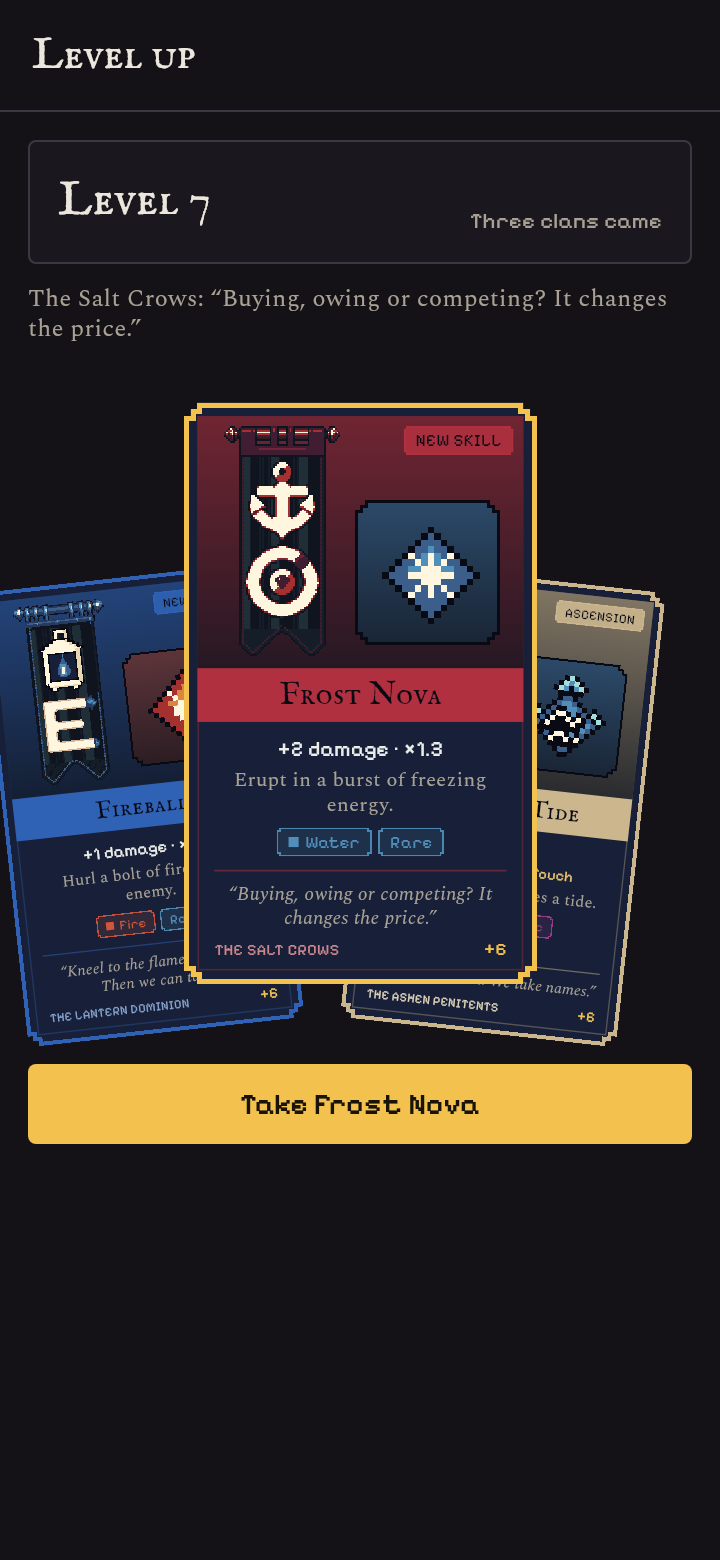 Level up
Level 7
Three clans came
The Salt Crows: “Buying, owing or competing? It changes
the price.”
NEW SKILL
Frost Nova
+2 damage · ×1.3
Erupt in a burst of freezing
energy.
Water
Rare
“Buying, owing or competing? It
changes the price.”
THE SALT CROWS
+6
E
Fireball
+1 damage ·
Hurl a bolt of
enemy.
Fire
“Kneel to the flame
Then we can
THE LANTERN DOMINION
+6
ASCENSION
Tide
a tide.
take names.”
THE ASHEN PENITENTS
+6
Take Frost Nova